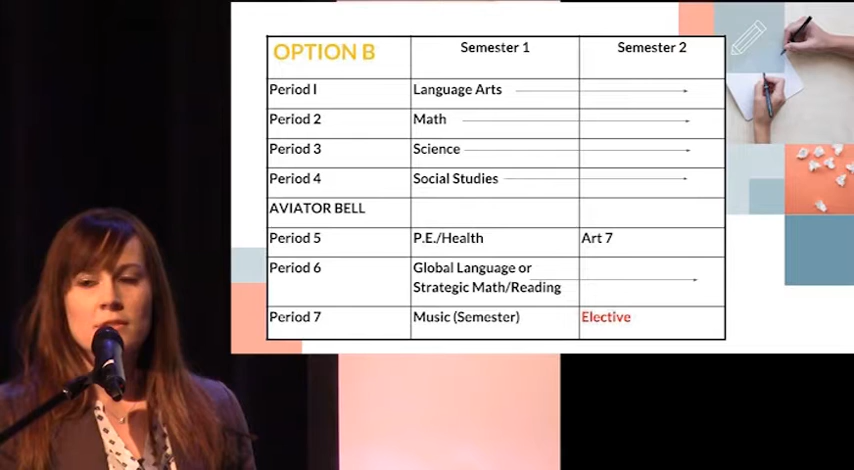 OPTION B Semester 1 Semester 2
Period I Language Arts
Period 2 Math
Period 3 Science
Period 4 Social Studies
AVIATOR BELL
Period 5 P.E./Health Art 7
Period 6 Global Language or
Strategic Math/Reading
Period 7 Music (Semester) Elective